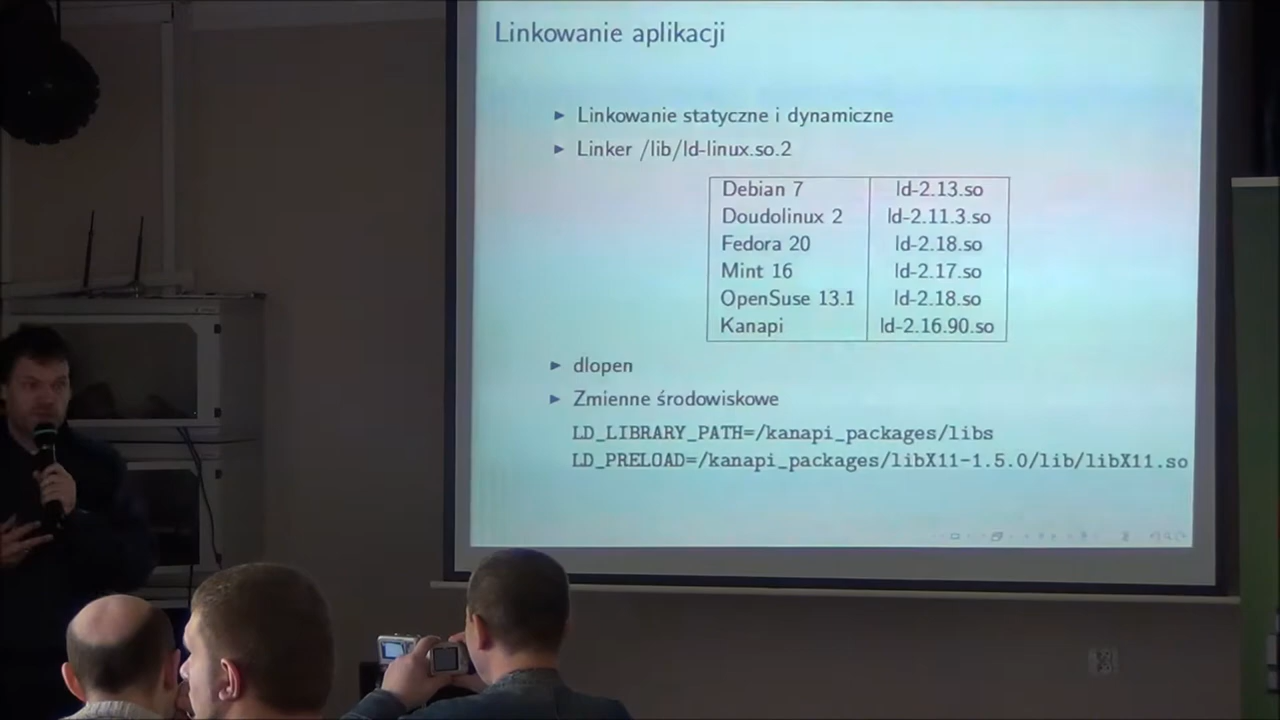 Linkowanie aplikacji
► Linkowanie statyczne i dynamiczne
► Linker /lib/ld-linux.so.2
Debian 7 ld-2.13.so
Doudolinux 2 ld-2.11.3.so
Fedora 20 ld-2.18.so
Mint 16 ld-2.17.so
OpenSuse 13.1 ld-2.18.so
Kanapi ld-2.16.90.so
► dlopen
► Zmienne środowiskowe
LD_LIBRARY_PATH=/kanapi_packages/libs
LD_PRELOAD=/kanapi_packages/libX11-1.5.0/lib/libX11.so